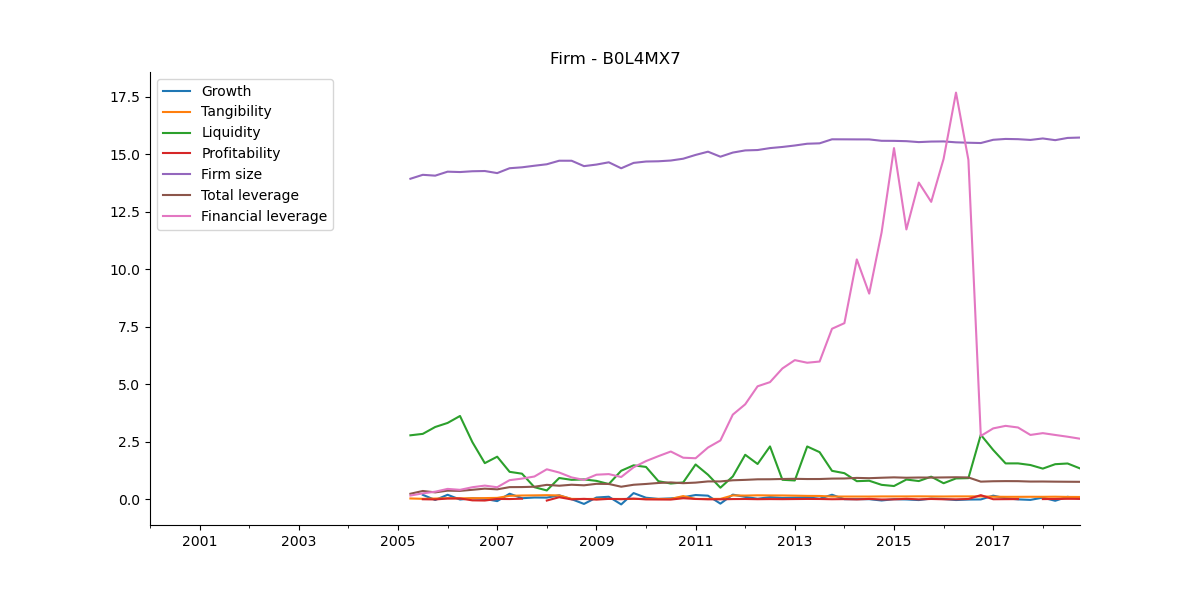 Firm - B0L4MX7
Growth
Tangibility
Liquidity
Profitability
Firm size
Total leverage
Financial leverage
17.5
15.0
12.5
10.0
7.5
5.0
2.5
0.0
2001 2003 2005 2007 2009 2011 2013 2015 2017